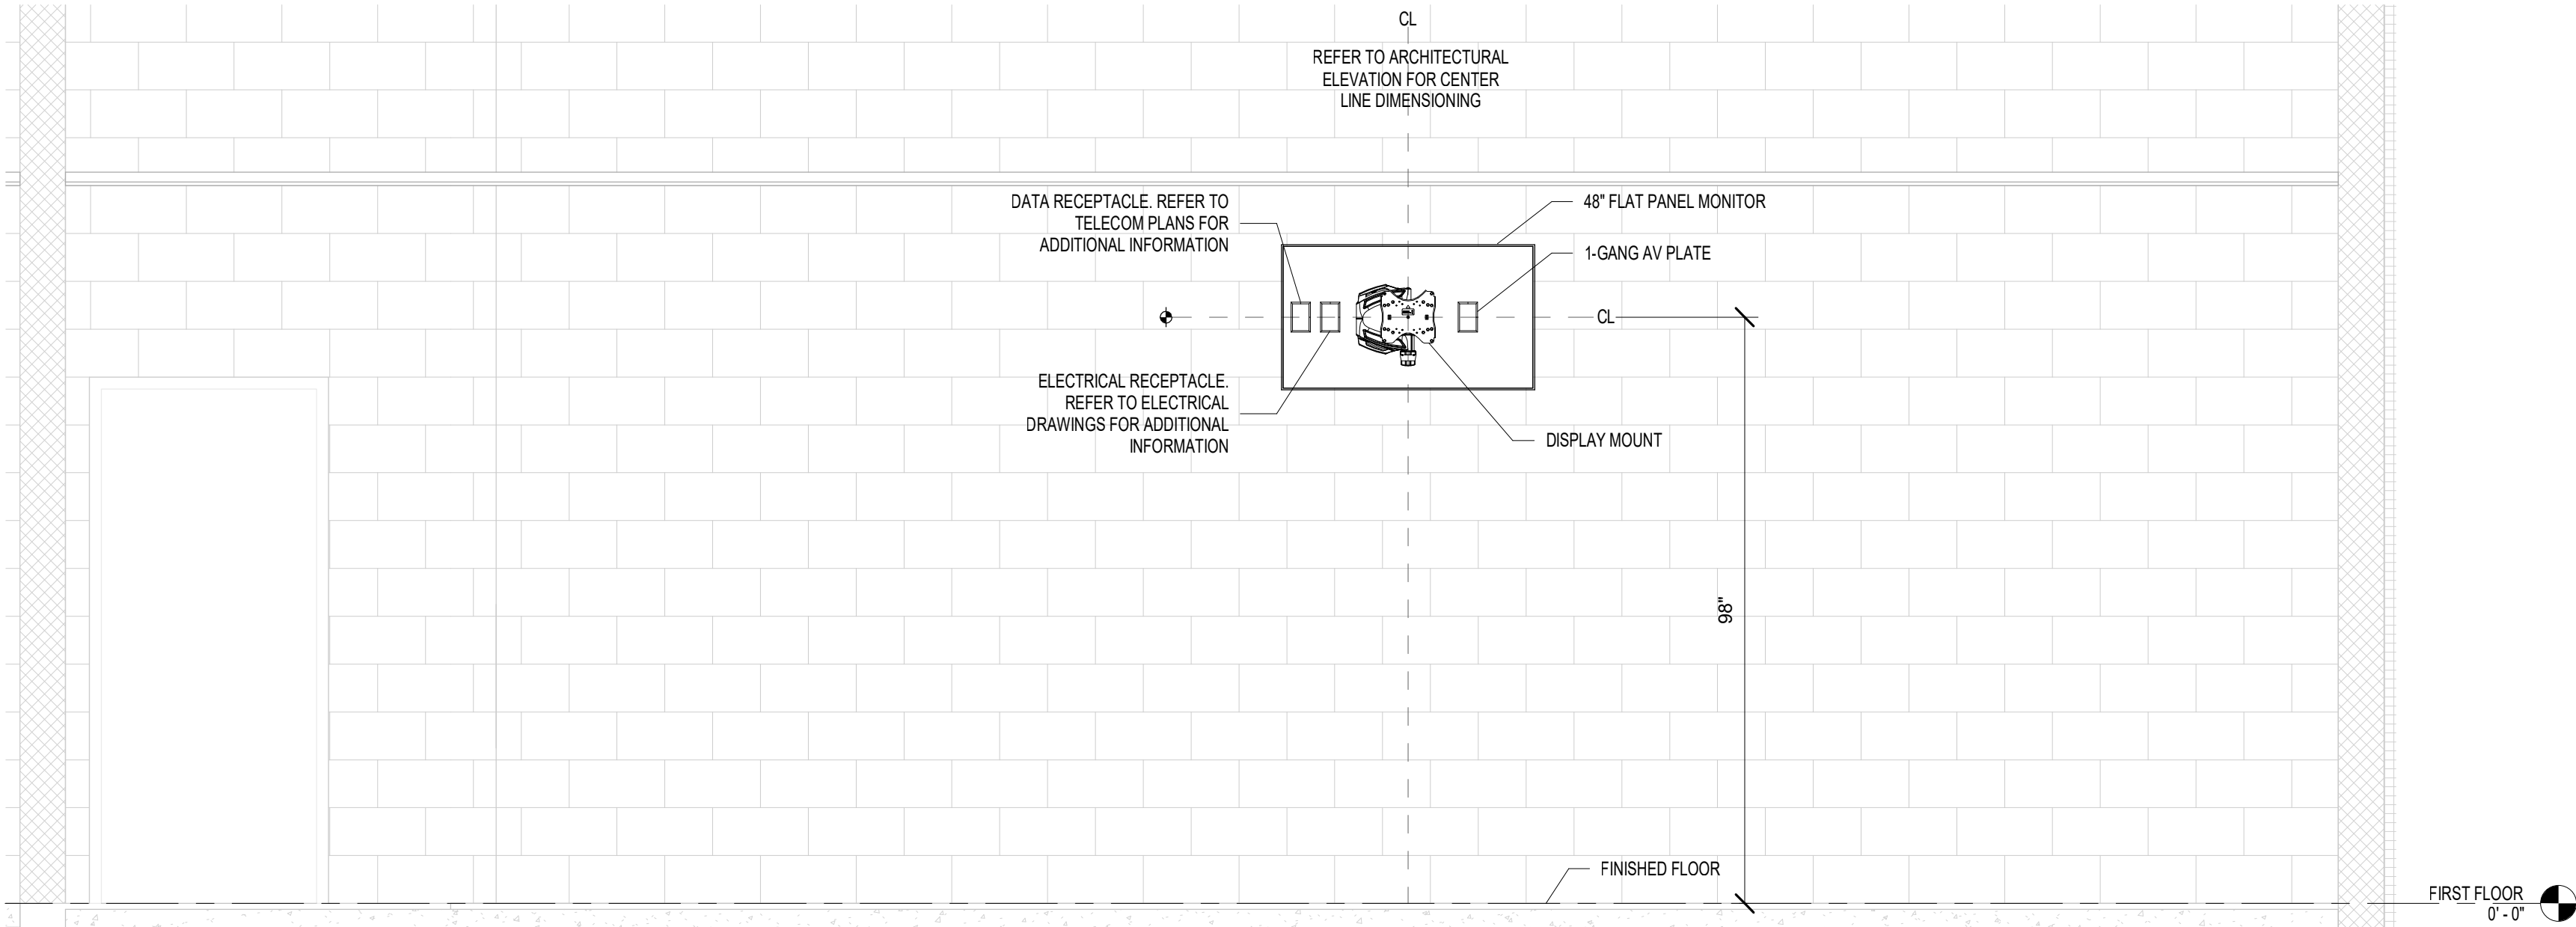 CL
REFER TO ARCHITECTURAL
ELEVATION FOR CENTER
LINE DIMENSIONING
DATA RECEPTACLE. REFER TO
TELECOM PLANS FOR
ADDITIONAL INFORMATION
48" FLAT PANEL MONITOR
1-GANG AV PLATE
CL
ELECTRICAL RECEPTACLE.
REFER TO ELECTRICAL
DRAWINGS FOR ADDITIONAL
INFORMATION
DISPLAY MOUNT
98"
FINISHED FLOOR
FIRST FLOOR
0' - 0"